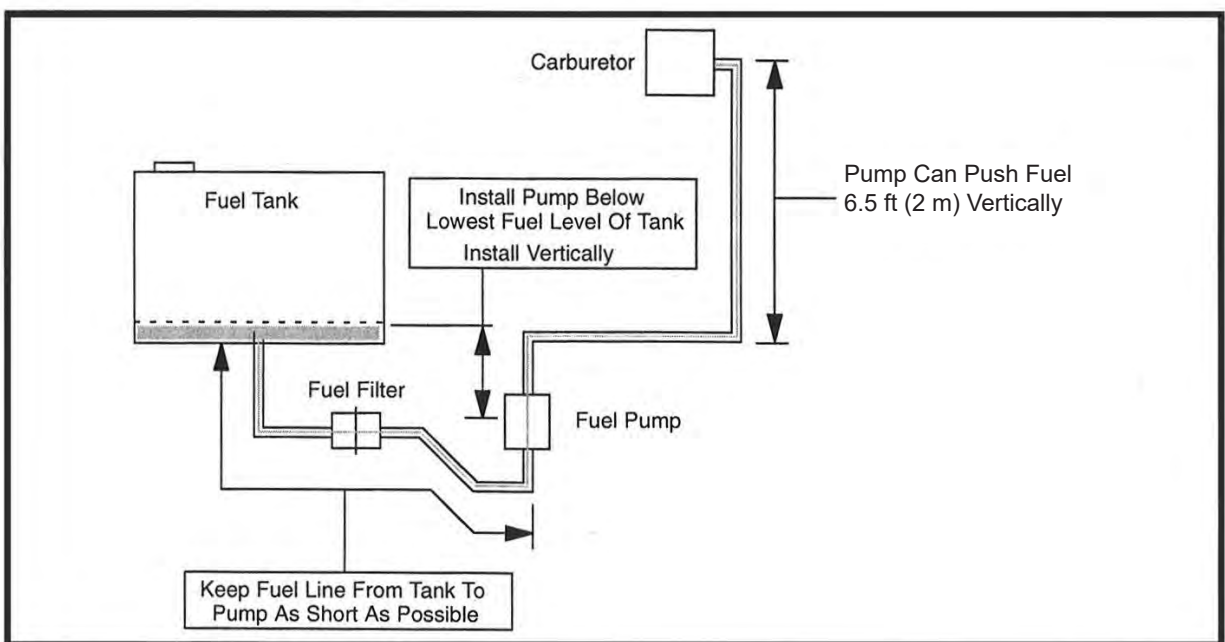 Carburetor
Pump Can Push Fuel
6.5 ft (2 m) Vertically
Fuel Tank
Install Pump Below
Lowest Fuel Level Of Tank
Install Vertically
Fuel Filter
Fuel Pump
Keep Fuel Line From Tank To
Pump As Short As Possible